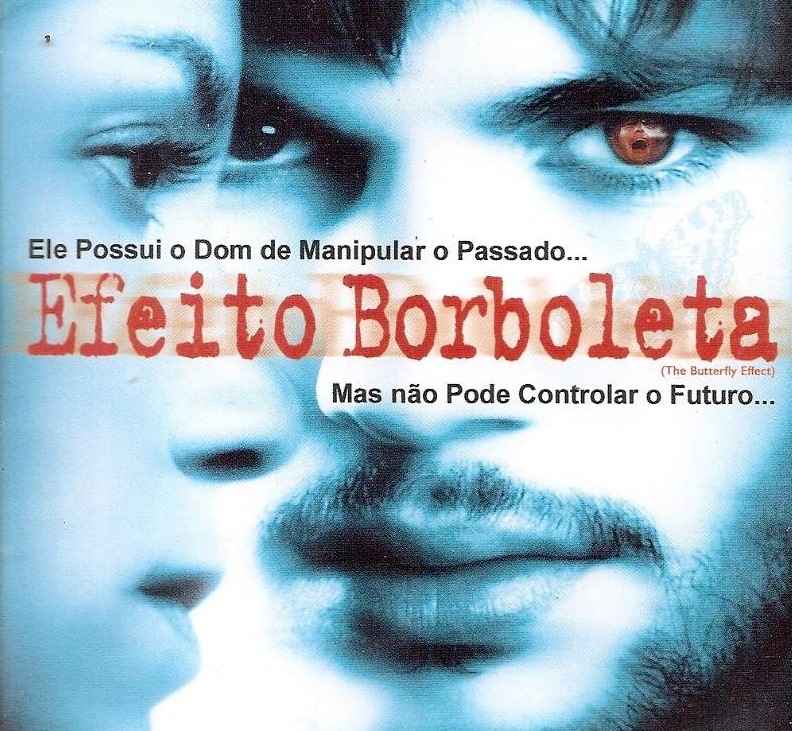 Ele Possui o Dom de Manipular o Passado...
Efeito Borboleta
(The Butterfly Effect)
Mas não Pode Controlar o Futuro...